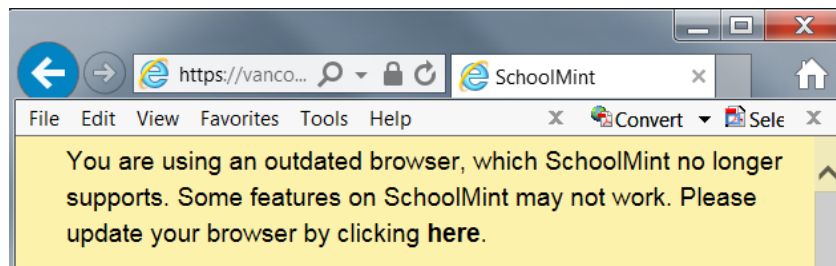 https://vanco... SchoolMint
File Edit View Favorites Tools Help Convert Sele
You are using an outdated browser, which SchoolMint no longer
supports. Some features on SchoolMint may not work. Please
update your browser by clicking here.